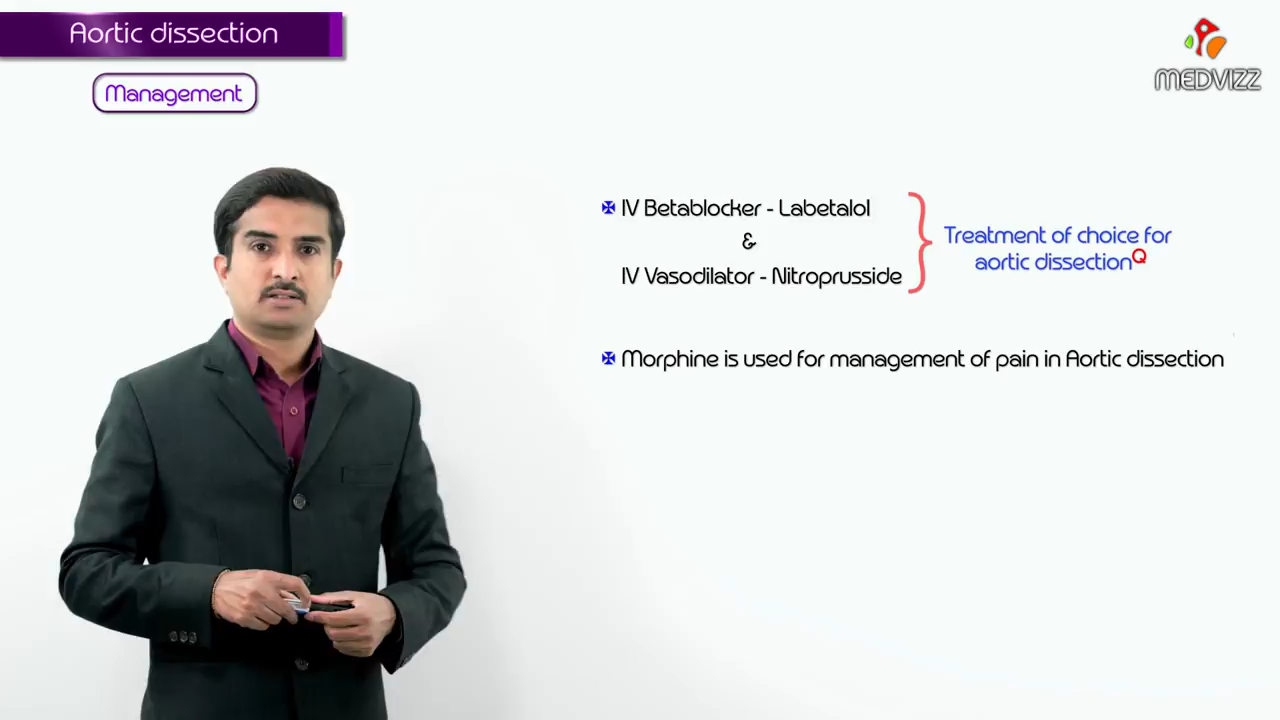 Aortic dissection
Management
MEDVIZZ
IV Betablocker - Labetalol
&
IV Vasodilator - Nitroprusside
Treatment of choice for
aortic dissectionQ
Morphine is used for management of pain in Aortic dissection